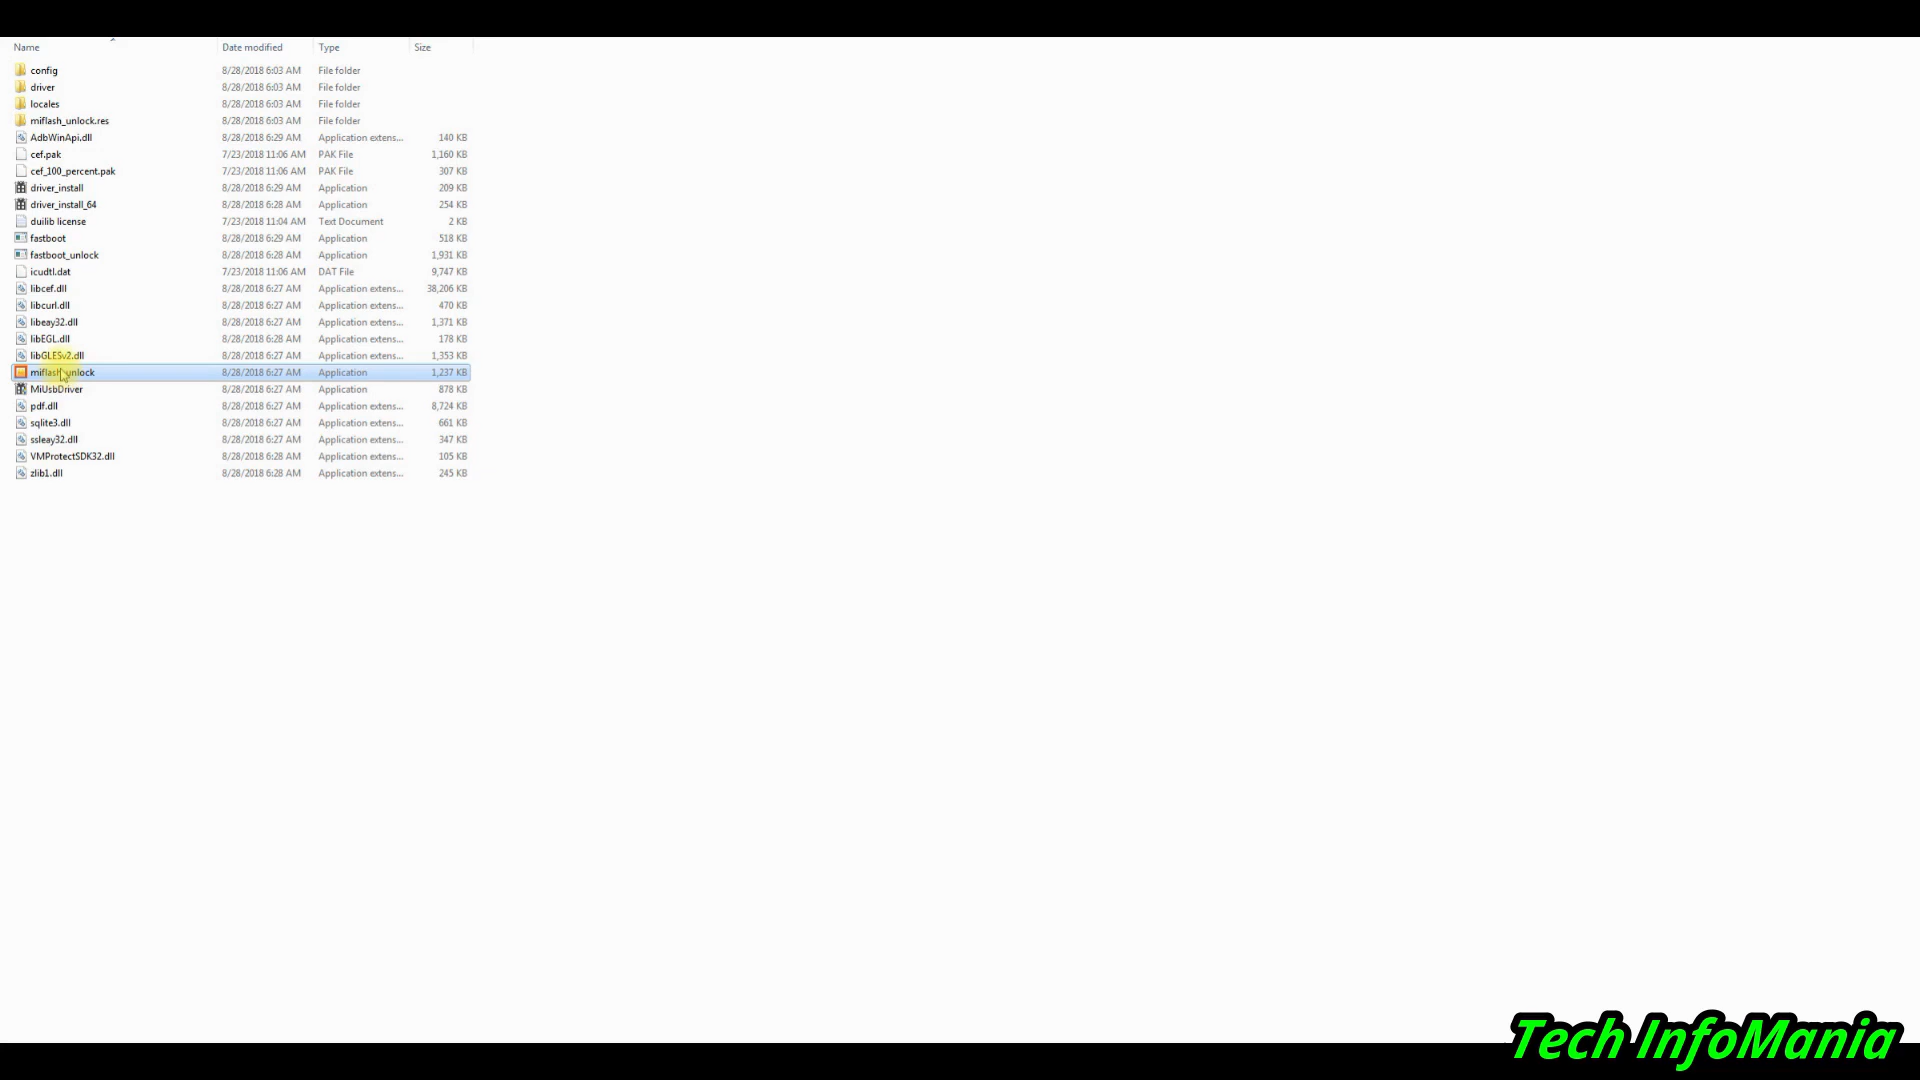 Name Date modified Type Size
config 8/28/2018 6:03 AM File folder
driver 8/28/2018 6:03 AM File folder
locales 8/28/2018 6:03 AM File folder
miflash_unlock.res 8/28/2018 6:03 AM File folder
AdbWinApi.dll 8/28/2018 6:29 AM Application extens... 140 KB
cef.pak 7/23/2018 11:06 AM PAK File 1,160 KB
cef_100_percent.pak 7/23/2018 11:06 AM PAK File 307 KB
driver_install 8/28/2018 6:29 AM Application 209 KB
driver_install_64 8/28/2018 6:28 AM Application 254 KB
duilib license 7/23/2018 11:04 AM Text Document 2 KB
fastboot 8/28/2018 6:29 AM Application 518 KB
fastboot_unlock 8/28/2018 6:28 AM Application 1,931 KB
icudtl.dat 7/23/2018 11:06 AM DAT File 9,747 KB
libcef.dll 8/28/2018 6:27 AM Application extens... 38,206 KB
libcurl.dll 8/28/2018 6:27 AM Application extens... 470 KB
libeay32.dll 8/28/2018 6:27 AM Application extens... 1,371 KB
libEGL.dll 8/28/2018 6:28 AM Application extens... 178 KB
libGLESv2.dll 8/28/2018 6:27 AM Application extens... 1,353 KB
miflash_unlock 8/28/2018 6:27 AM Application 1,237 KB
MiUsbDriver 8/28/2018 6:27 AM Application 878 KB
pdf.dll 8/28/2018 6:27 AM Application extens... 8,724 KB
sqlite3.dll 8/28/2018 6:27 AM Application extens... 661 KB
ssleay32.dll 8/28/2018 6:27 AM Application extens... 347 KB
VMProtectSDK32.dll 8/28/2018 6:28 AM Application extens... 105 KB
zlib1.dll 8/28/2018 6:28 AM Application extens... 245 KB
Tech InfoMania